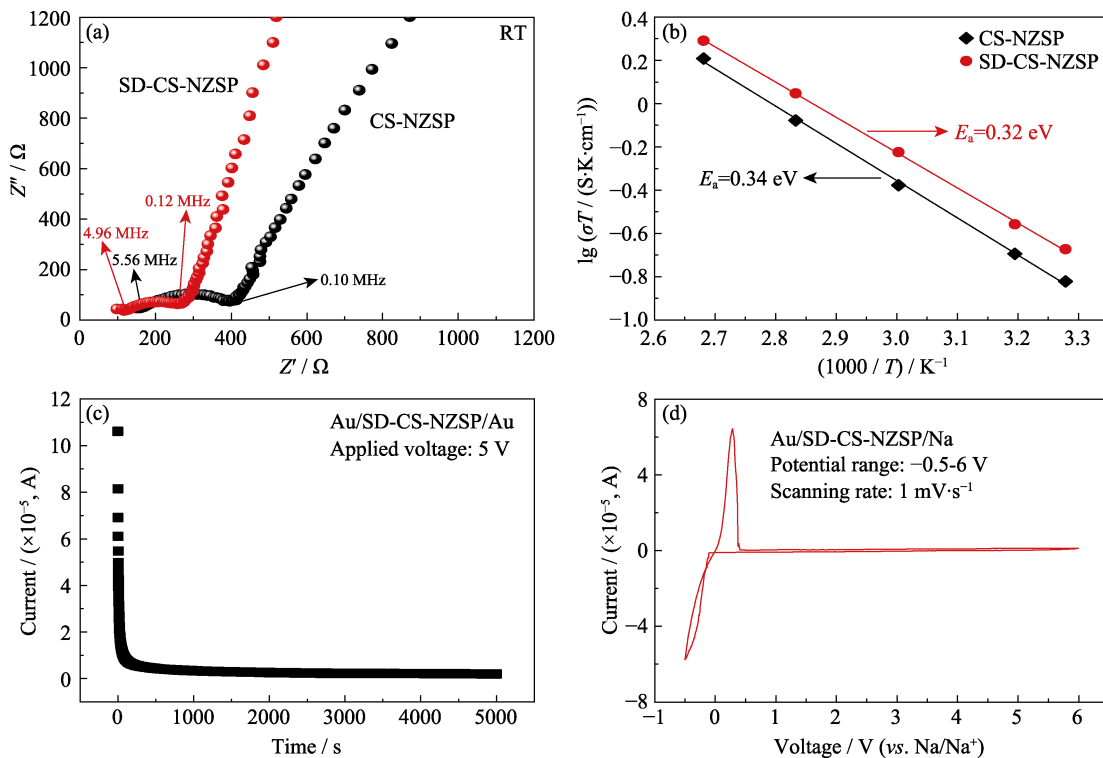 (a)
RT
SD-CS-NZSP
CS-NZSP
0.12 MHz
4.96 MHz
5.56 MHz
0.10 MHz
1200
1000
800
600
400
200
0
Z″ / Ω
0 200 400 600 800 1000 1200
Z′ / Ω
(b)
CS-NZSP
SD-CS-NZSP
Eₐ=0.32 eV
Eₐ=0.34 eV
0.4
0.2
0
−0.2
−0.4
−0.6
−0.8
−1.0
lg (σT / (S·K·cm⁻¹))
2.6 2.7 2.8 2.9 3.0 3.1 3.2 3.3
(1000 / T) / K⁻¹
(c)
Au/SD-CS-NZSP/Au
Applied voltage: 5 V
12
10
8
6
4
2
0
Current / (×10⁻⁵, A)
0 1000 2000 3000 4000 5000
Time / s
(d)
Au/SD-CS-NZSP/Na
Potential range: −0.5-6 V
Scanning rate: 1 mV·s⁻¹
8
4
0
−4
−8
Current / (×10⁻⁵, A)
−1 0 1 2 3 4 5 6
Voltage / V (vs. Na/Na⁺)